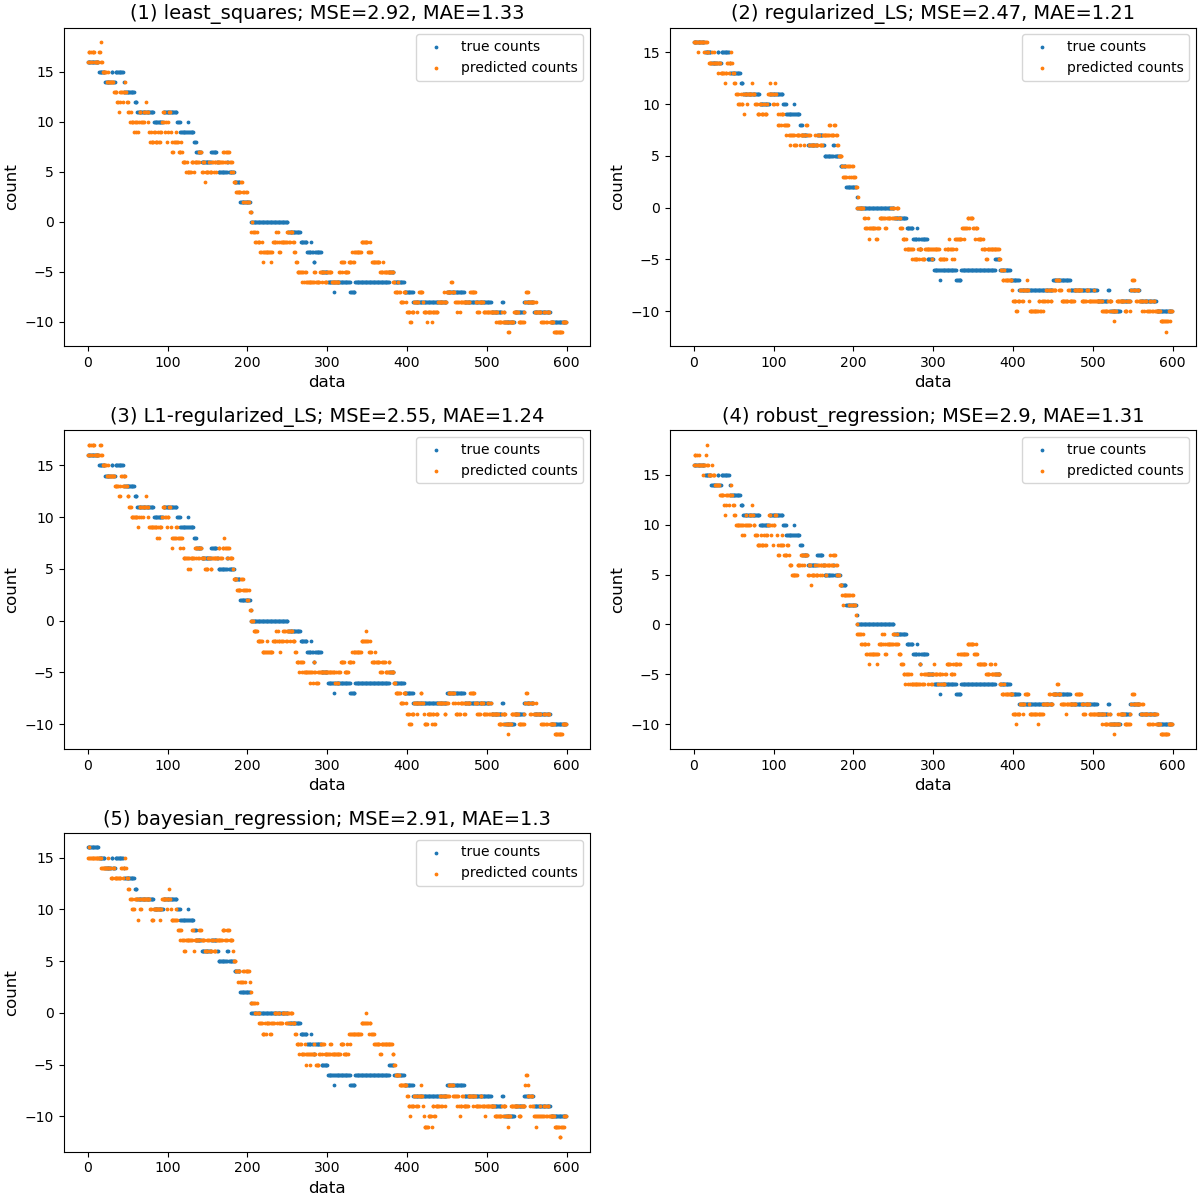 (1) least_squares; MSE=2.92, MAE=1.33
true counts
predicted counts
count
15
10
5
0
−5
−10
0 100 200 300 400 500 600
data
(2) regularized_LS; MSE=2.47, MAE=1.21
true counts
predicted counts
count
15
10
5
0
−5
−10
0 100 200 300 400 500 600
data
(3) L1-regularized_LS; MSE=2.55, MAE=1.24
true counts
predicted counts
count
15
10
5
0
−5
−10
0 100 200 300 400 500 600
data
(4) robust_regression; MSE=2.9, MAE=1.31
true counts
predicted counts
count
15
10
5
0
−5
−10
0 100 200 300 400 500 600
data
(5) bayesian_regression; MSE=2.91, MAE=1.3
true counts
predicted counts
count
15
10
5
0
−5
−10
0 100 200 300 400 500 600
data